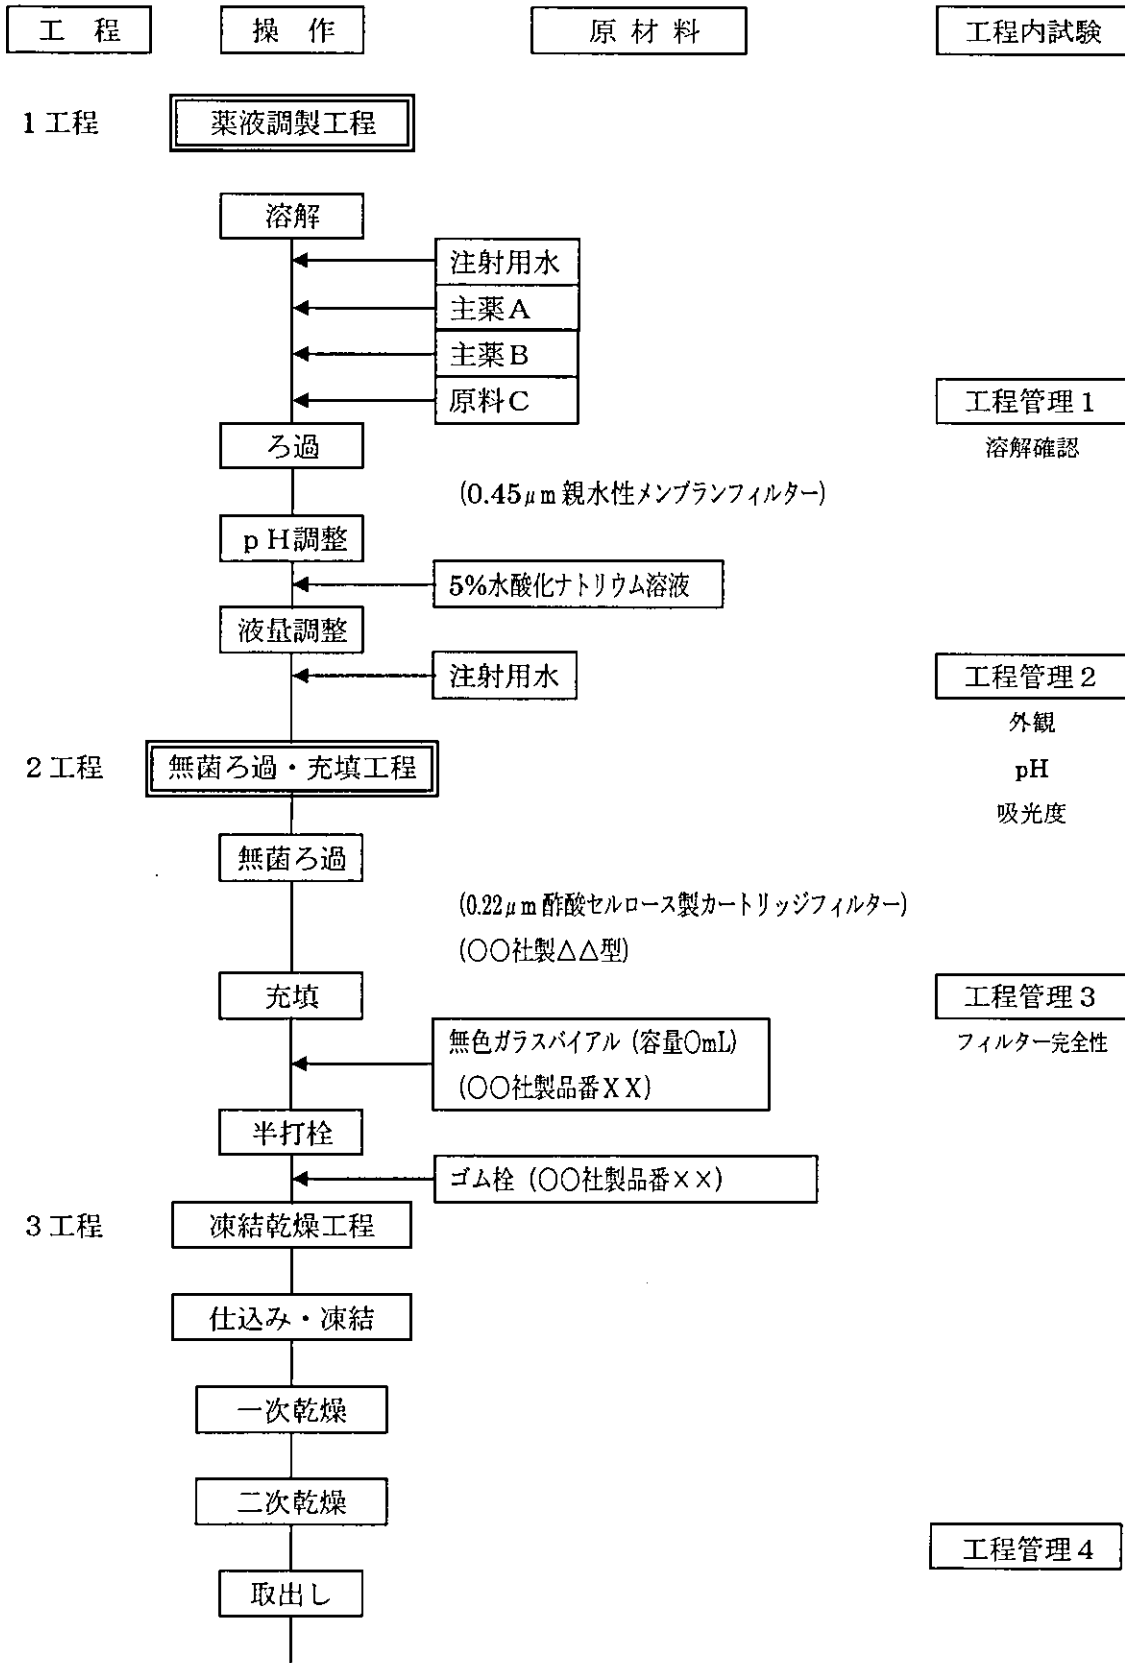 工 程　操 作　原 材 料　工程内試験
1工程　薬液調製工程
溶解
注射用水
主薬A
主薬B
原料C　工程管理1
ろ過　溶解確認
(0.45μm 親水性メンブランフィルター)
pH調整
5%水酸化ナトリウム溶液
液量調整
注射用水　工程管理2
外観
2工程　無菌ろ過・充填工程　pH
吸光度
無菌ろ過
(0.22μm 酢酸セルロース製カートリッジフィルター)
(〇〇社製△△型)
充填　工程管理3
無色ガラスバイアル (容量〇mL)　フィルター完全性
(〇〇社製品番XX)
半打栓
ゴム栓 (〇〇社製品番××)
3工程　凍結乾燥工程
仕込み・凍結
一次乾燥
二次乾燥
工程管理4
取出し